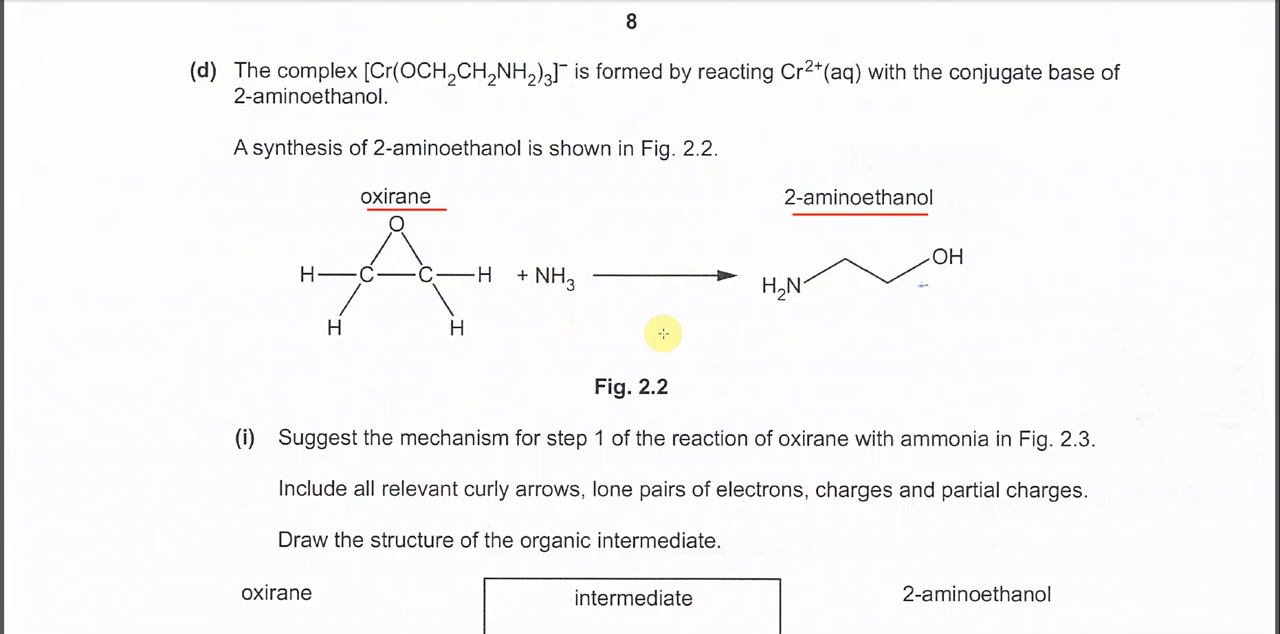 8
(d) The complex [Cr(OCH₂CH₂NH₂)₃]⁻ is formed by reacting Cr²⁺(aq) with the conjugate base of
2-aminoethanol.
A synthesis of 2-aminoethanol is shown in Fig. 2.2.
oxirane
2-aminoethanol
O
H C C H + NH₃
H H
H₂N OH
Fig. 2.2
(i) Suggest the mechanism for step 1 of the reaction of oxirane with ammonia in Fig. 2.3.
Include all relevant curly arrows, lone pairs of electrons, charges and partial charges.
Draw the structure of the organic intermediate.
oxirane
intermediate
2-aminoethanol